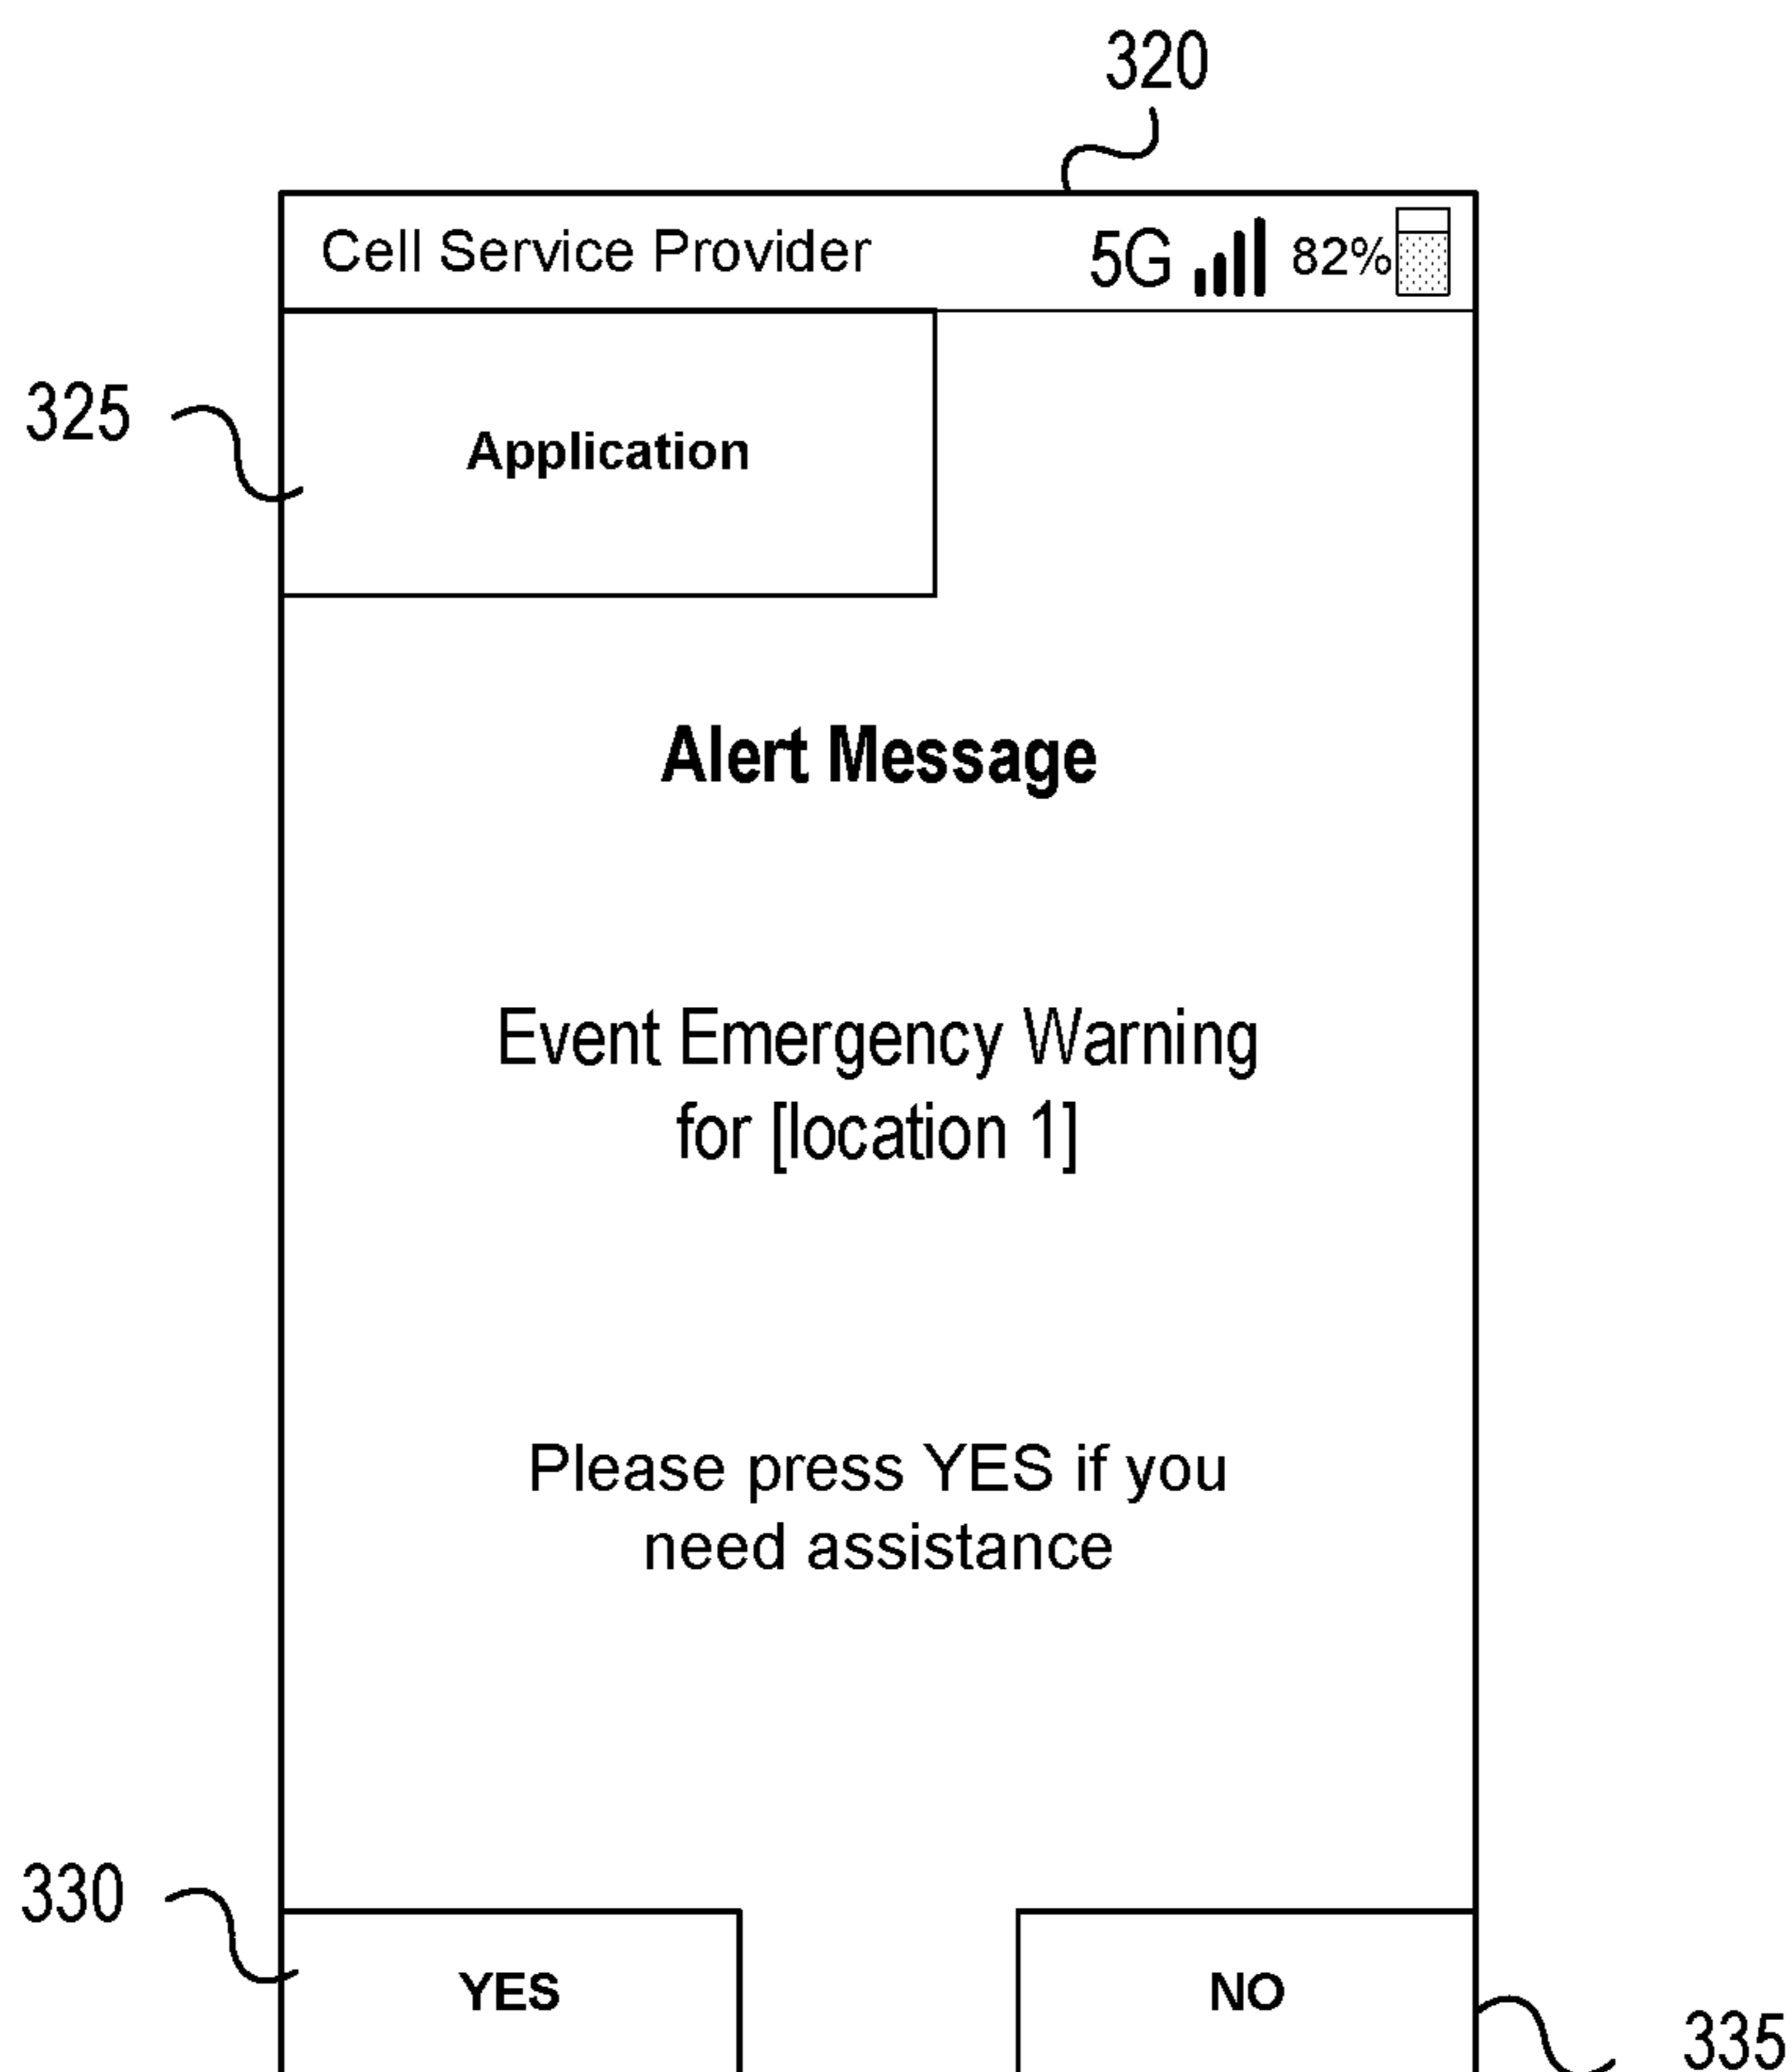 320
Cell Service Provider 5G 82%
325
Application
Alert Message
Event Emergency Warning
for [location 1]
Please press YES if you
need assistance
330
YES NO
335